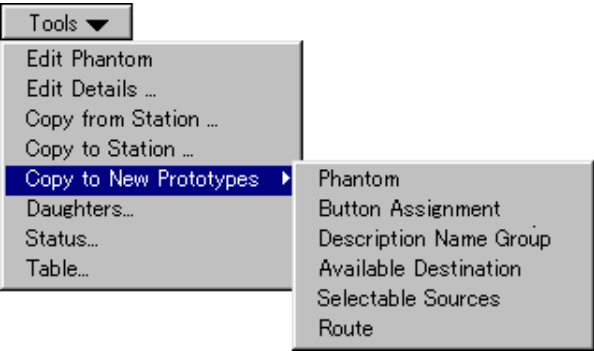 Tools
Edit Phantom
Edit Details ...
Copy from Station ...
Copy to Station ...
Copy to New Prototypes
Daughters...
Status...
Table...
Phantom
Button Assignment
Description Name Group
Available Destination
Selectable Sources
Route